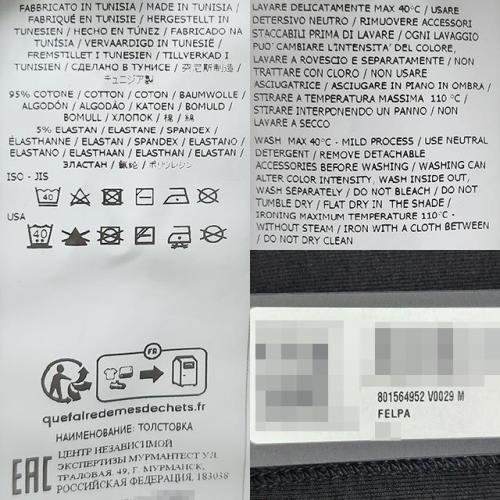 FABBRICATO IN TUNISIA / MADE IN TUNISIA /
FABRIQUÉ EN TUNISIE / HERGESTELLT IN
TUNESIEN / HECHO EN TÚNEZ / FABRICADO NA
TUNÍSIA / VERVAARDIGD IN TUNESIË /
FREMSTILLET I TUNESIEN / TILLVERKAD I
TUNISIEN / СДЕЛАНО В ТУНИСЕ / 突尼斯制造 /
チュニジア製
95% COTONE / COTTON / COTON / BAUMWOLLE /
ALGODÓN / ALGODÃO / KATOEN / BOMULD /
BOMULL / ХЛОПОК / 棉 / 綿
5% ELASTAN / ELASTANE / SPANDEX /
ÉLASTHANNE / ELASTAN / SPANDEX / ELASTANO /
ELASTANO / ELASTHAAN / ELASTHAN / ELASTAN /
ЭЛАСТАН /
ISO - JIS
40
USA
40
FR
quefairedemesdechets.fr
НАИМЕНОВАНИЕ: ТОЛСТОВКА
EAC
ЦЕНТР НЕЗАВИСИМОЙ
ЭКСПЕРТИЗЫ МУРМАНТЕСТ УЛ.
ТРАЛОВАЯ, 49, Г. МУРМАНСК,
РОССИЙСКАЯ ФЕДЕРАЦИЯ, 183038
LAVARE DELICATAMENTE MAX 40°C / USARE
DETERSIVO NEUTRO / RIMUOVERE ACCESSORI
STACCABILI PRIMA DI LAVARE / OGNI LAVAGGIO
PUO' CAMBIARE L'INTENSITA' DEL COLORE,
LAVARE A ROVESCIO E SEPARATAMENTE / NON
TRATTARE CON CLORO / NON USARE
ASCIUGATRICE / ASCIUGARE IN PIANO IN OMBRA /
STIRARE A TEMPERATURA MASSIMA 110 °C /
STIRARE INTERPONENDO UN PANNO / NON
LAVARE A SECCO
WASH MAX 40°C - MILD PROCESS / USE NEUTRAL
DETERGENT / REMOVE DETACHABLE
ACCESSORIES BEFORE WASHING / WASHING CAN
ALTER COLOR INTENSITY, WASH INSIDE OUT,
WASH SEPARATELY / DO NOT BLEACH / DO NOT
TUMBLE DRY / FLAT DRY IN THE SHADE /
IRONING MAXIMUM TEMPERATURE 110°C -
WITHOUT STEAM / IRON WITH A CLOTH BETWEEN
/ DO NOT DRY CLEAN
801564952 V0029 M
FELPA